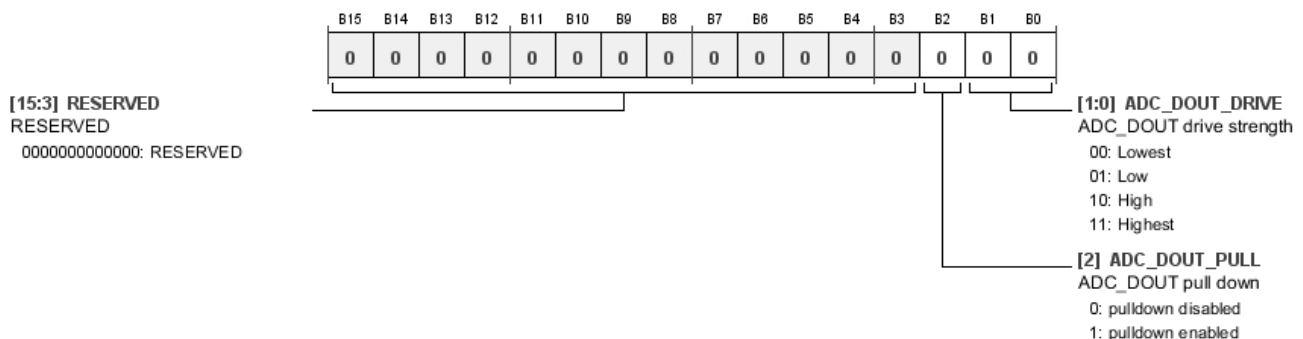 B15 B14 B13 B12 B11 B10 B9 B8 B7 B6 B5 B4 B3 B2 B1 B0
0 0 0 0 0 0 0 0 0 0 0 0 0 0 0 0
[15:3] RESERVED
RESERVED
0000000000000: RESERVED
[1:0] ADC_DOUT_DRIVE
ADC_DOUT drive strength
00: Lowest
01: Low
10: High
11: Highest
[2] ADC_DOUT_PULL
ADC_DOUT pull down
0: pulldown disabled
1: pulldown enabled